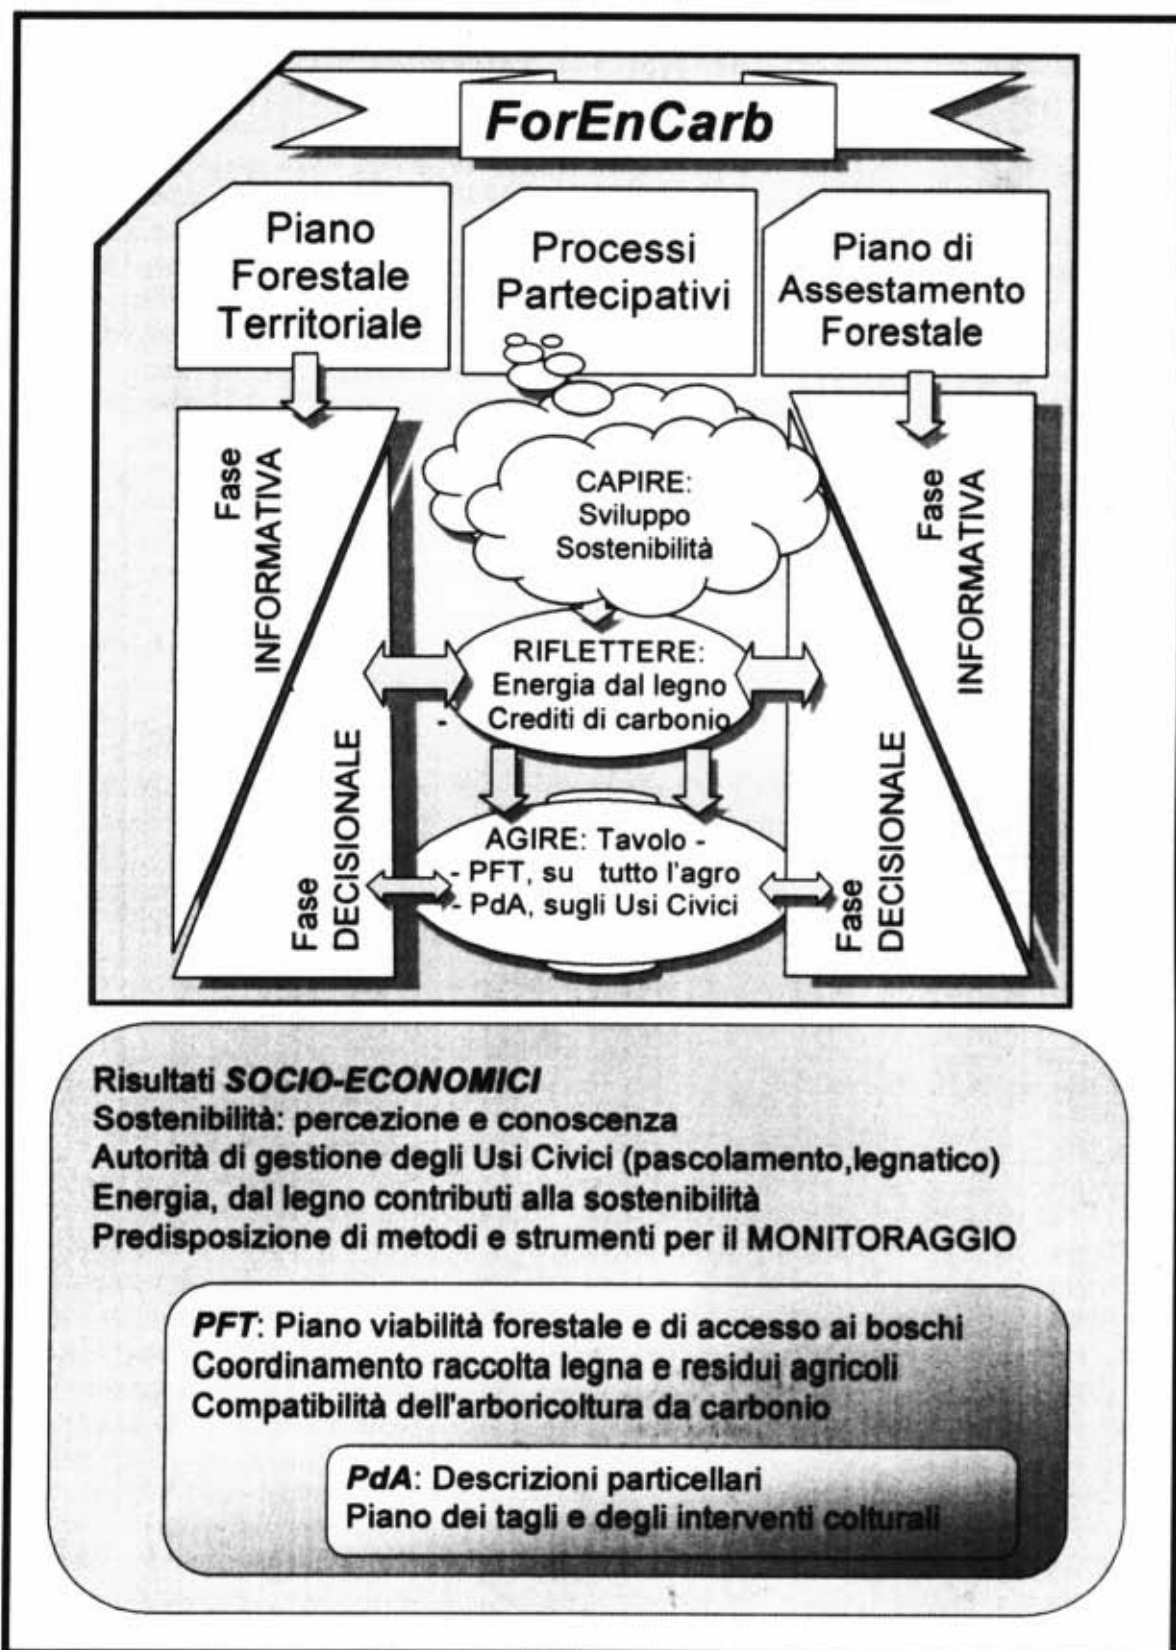 ForEnCarb
Piano
Forestale
Territoriale
Processi
Partecipativi
Piano di
Assestamento
Forestale
Fase
INFORMATIVA
Fase
DECISIONALE
CAPIRE:
Sviluppo
Sostenibilità
RIFLETTERE:
Energia dal legno
- Crediti di carbonio
AGIRE: Tavolo -
- PFT, su tutto l'agro
- PdA, sugli Usi Civici
Fase
INFORMATIVA
Fase
DECISIONALE
Risultati SOCIO-ECONOMICI
Sostenibilità: percezione e conoscenza
Autorità di gestione degli Usi Civici (pascolamento,legnatico)
Energia, dal legno contributi alla sostenibilità
Predisposizione di metodi e strumenti per il MONITORAGGIO
PFT: Piano viabilità forestale e di accesso ai boschi
Coordinamento raccolta legna e residui agricoli
Compatibilità dell'arboricoltura da carbonio
PdA: Descrizioni particellari
Piano dei tagli e degli interventi colturali